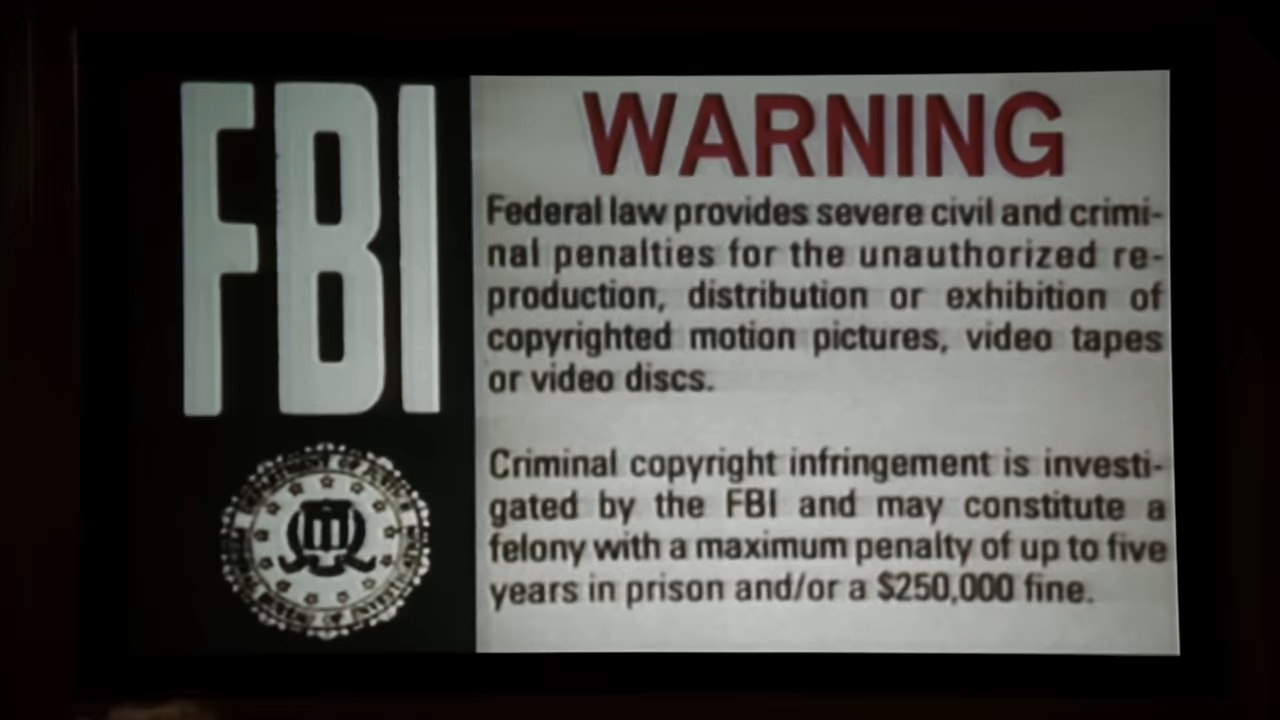 FBI
WARNING
Federal law provides severe civil and crimi-
nal penalties for the unauthorized re-
production, distribution or exhibition of
copyrighted motion pictures, video tapes
or video discs.
Criminal copyright infringement is investi-
gated by the FBI and may constitute a
felony with a maximum penalty of up to five
years in prison and/or a $250,000 fine.